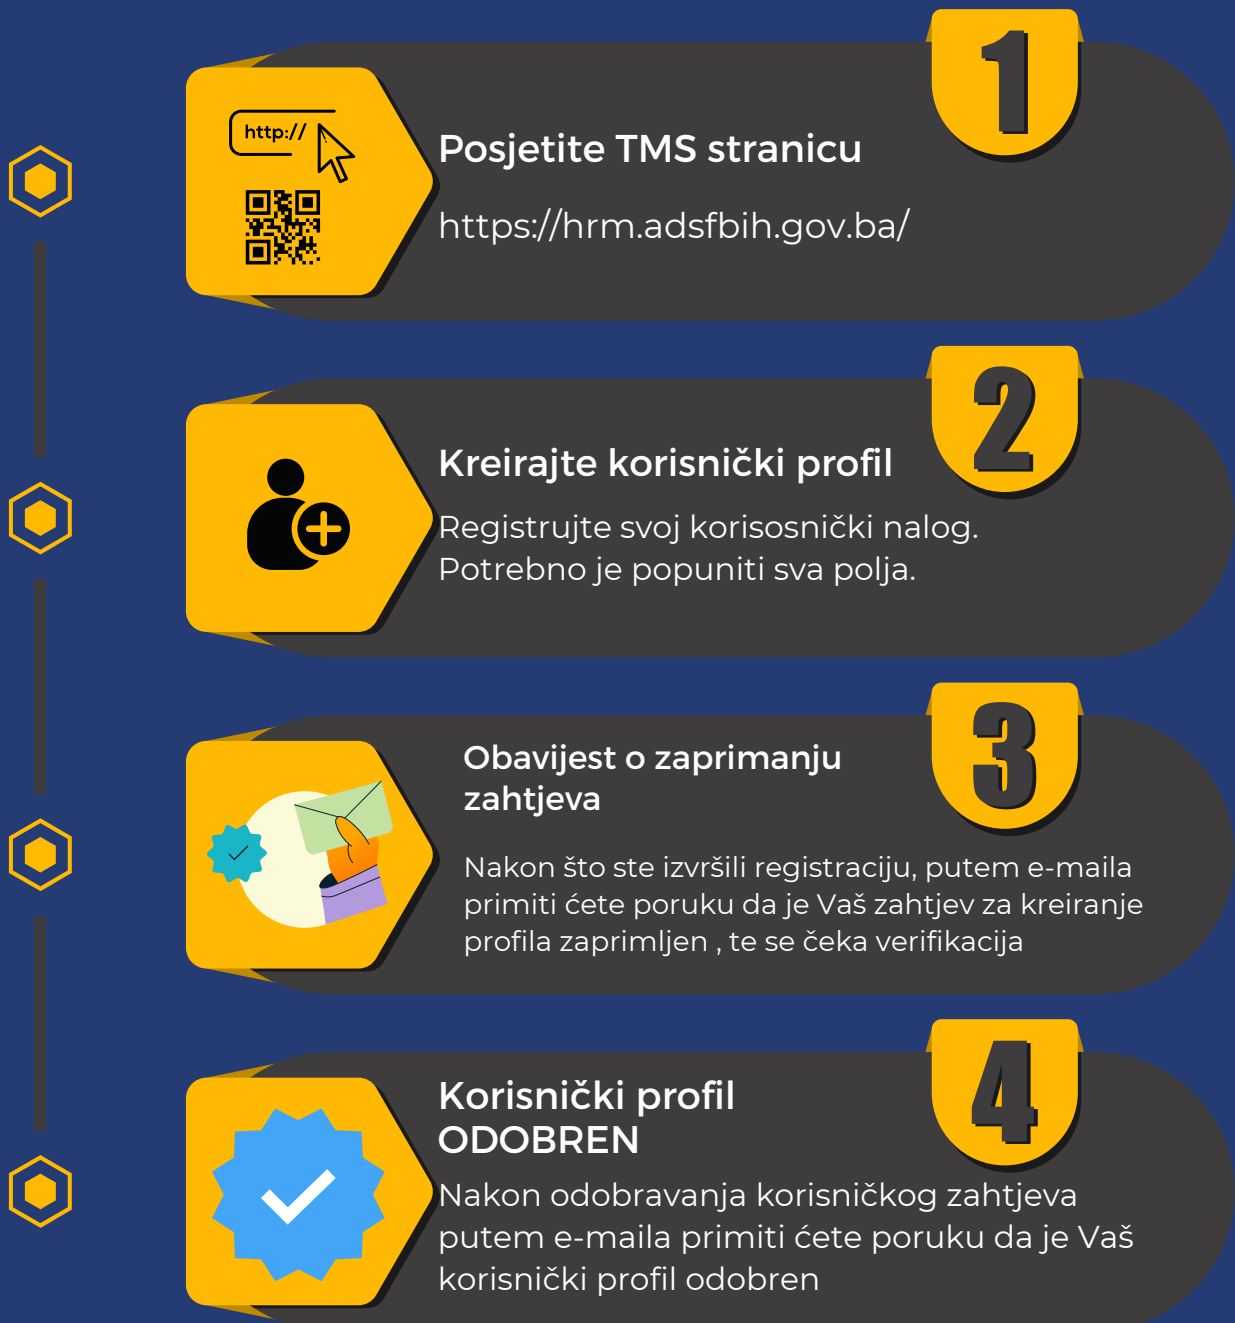 1
http://
Posjetite TMS stranicu
https://hrm.adsfbih.gov.ba/
2
Kreirajte korisnički profil
Registrujte svoj korisosnički nalog.
Potrebno je popuniti sva polja.
3
Obavijest o zaprimanju
zahtjeva
Nakon što ste izvršili registraciju, putem e-maila
primiti ćete poruku da je Vaš zahtjev za kreiranje
profila zaprimljen , te se čeka verifikacija
4
Korisnički profil
ODOBREN
Nakon odobravanja korisničkog zahtjeva
putem e-maila primiti ćete poruku da je Vaš
korisnički profil odobren